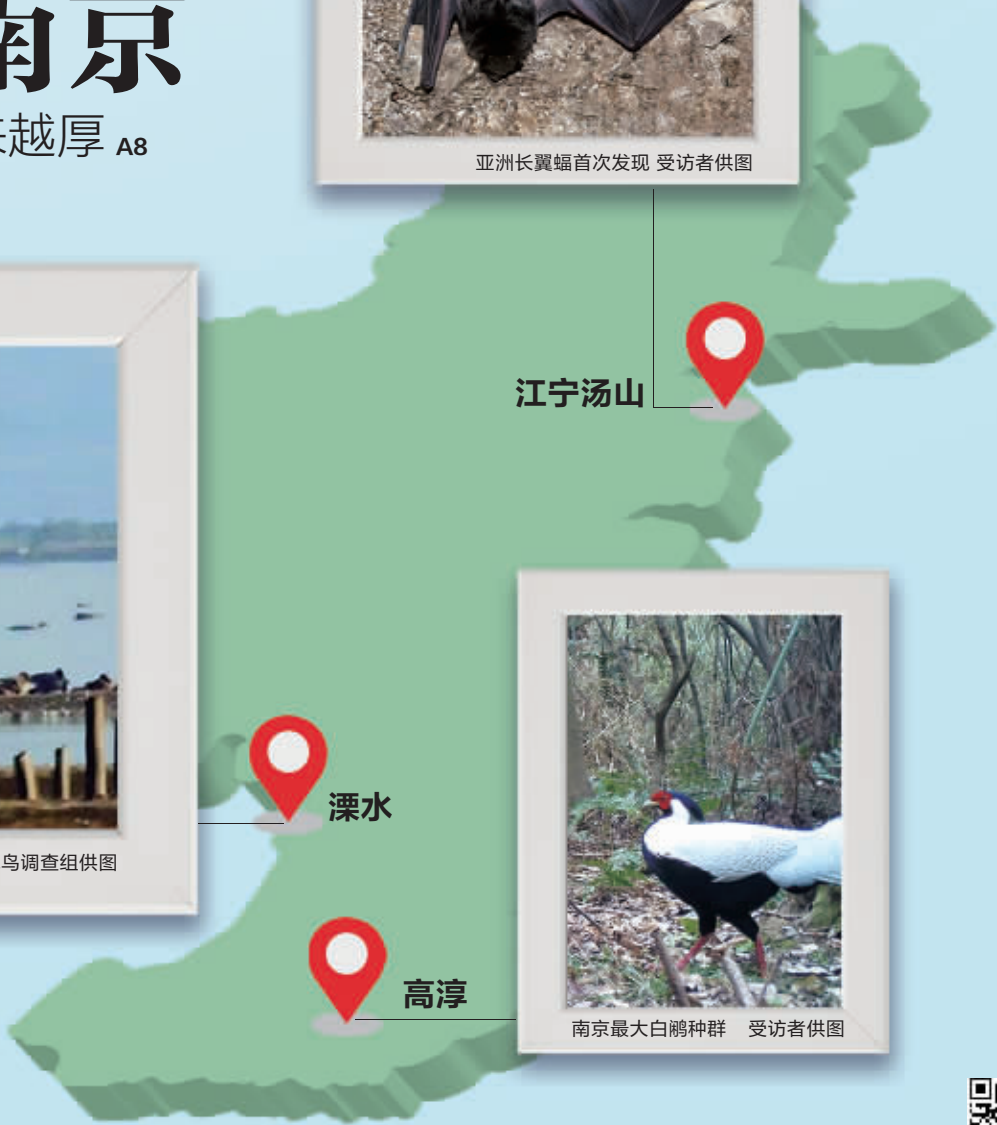 南京
越厚 A8
亚洲长翼蝠首次发现 受访者供图
江宁汤山
溧水
鸟调查组供图
高淳
南京最大白鹇种群 受访者供图